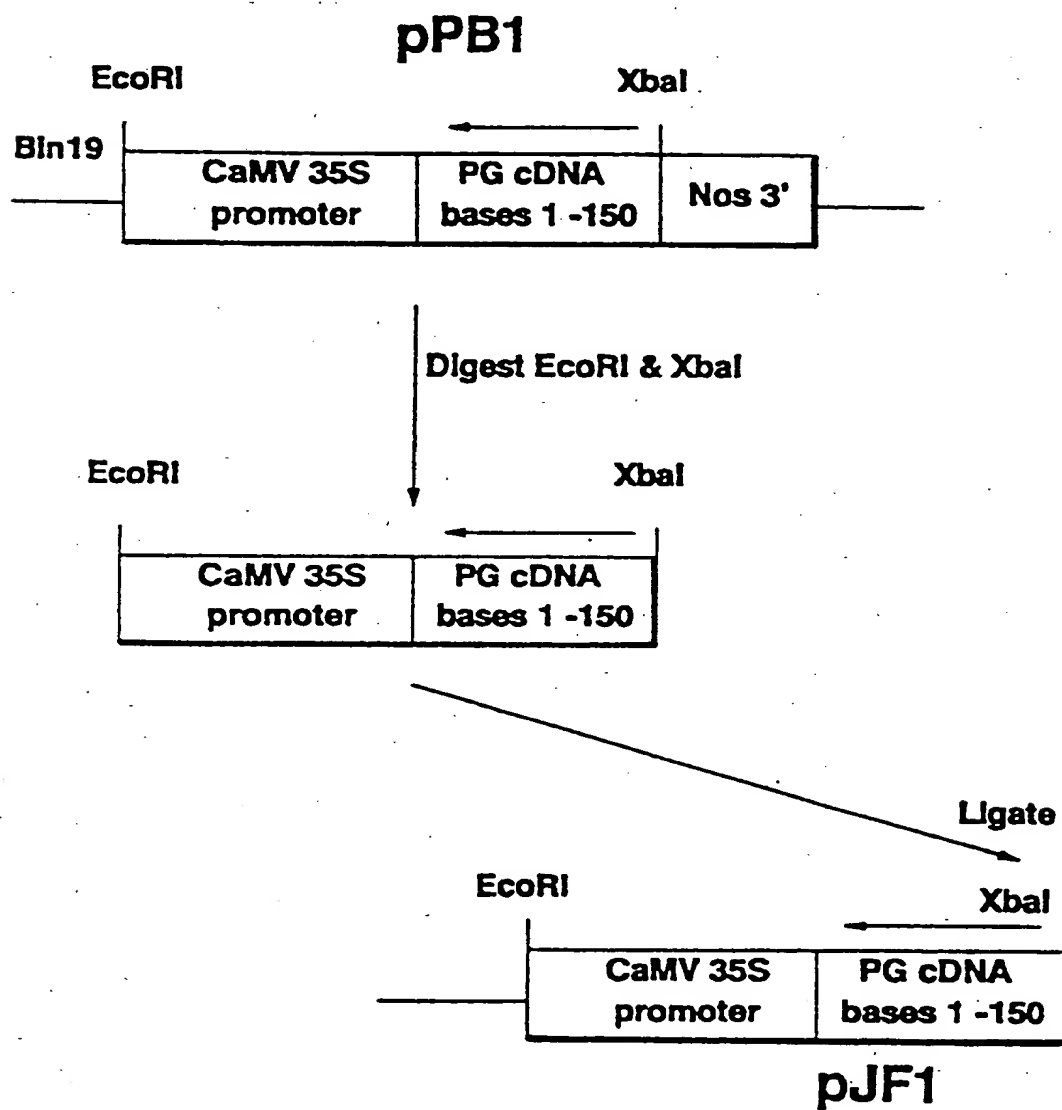 pPB1
EcoRI
XbaI
Bin19
CaMV 35S
promoter
PG cDNA
bases 1 -150
Nos 3'
Digest EcoRI & XbaI
EcoRI
XbaI
CaMV 35S
promoter
PG cDNA
bases 1 -150
Ligate
EcoRI
XbaI
CaMV 35S
promoter
PG cDNA
bases 1 -150
pJF1